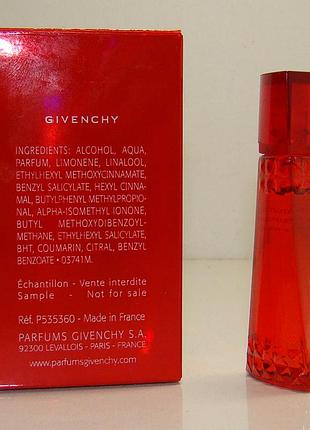 GIVENCHY
INGREDIENTS: ALCOHOL, AQUA,
PARFUM, LIMONENE, LINALOOL,
ETHYLHEXYL METHOXYCINNAMATE,
BENZYL SALICYLATE, HEXYL CINNA-
MAL, BUTYLPHENYL METHYLPROPIO-
NAL, ALPHA-ISOMETHYL IONONE,
BUTYL METHOXYDIBENZOYL-
METHANE, ETHYLHEXYL SALICYLATE,
BHT, COUMARIN, CITRAL, BENZYL
BENZOATE • 03741M.
Échantillon - Vente interdite
Sample - Not for sale
Réf. P535360 - Made in France
PARFUMS GIVENCHY S.A.
92300 LEVALLOIS - PARIS - FRANCE
www.parfumsgivenchy.com